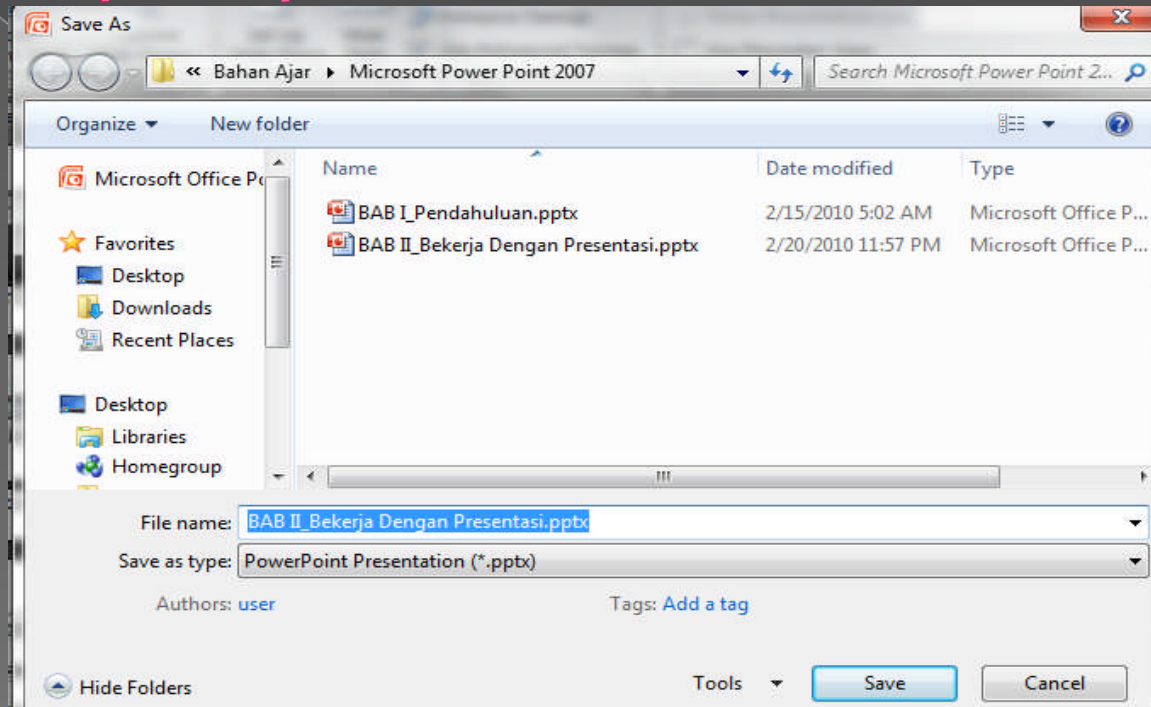 Save As
« Bahan Ajar ▸ Microsoft Power Point 2007
Search Microsoft Power Point 2...
Organize New folder
Microsoft Office P
Name Date modified Type
BAB I_Pendahuluan.pptx 2/15/2010 5:02 AM Microsoft Office P...
Favorites
BAB II_Bekerja Dengan Presentasi.pptx 2/20/2010 11:57 PM Microsoft Office P...
Desktop
Downloads
Recent Places
Desktop
Libraries
Homegroup
File name: BAB II_Bekerja Dengan Presentasi.pptx
Save as type: PowerPoint Presentation (*.pptx)
Authors: user Tags: Add a tag
Hide Folders Tools Save Cancel